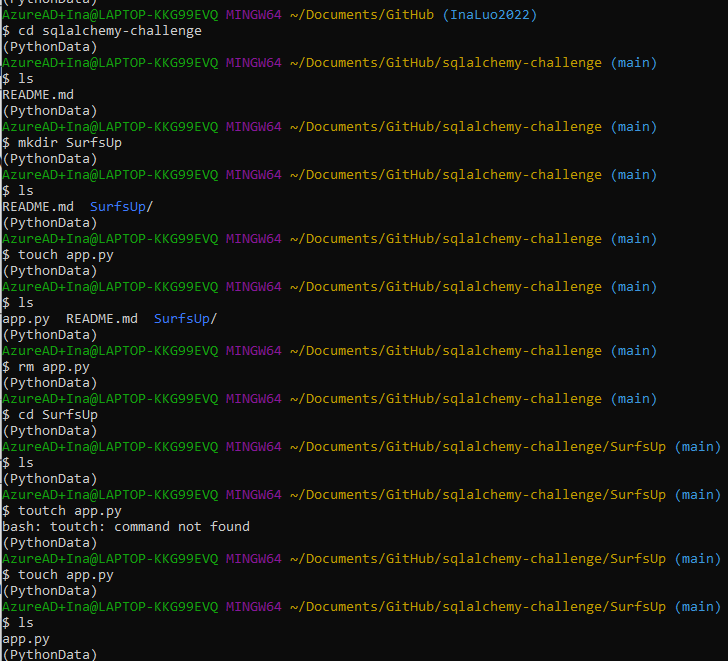 (PythonData)
AzureAD+Ina@LAPTOP-KKG99EVQ MINGW64 ~/Documents/GitHub (InaLuo2022)
$ cd sqlalchemy-challenge
(PythonData)
AzureAD+Ina@LAPTOP-KKG99EVQ MINGW64 ~/Documents/GitHub/sqlalchemy-challenge (main)
$ ls
README.md
(PythonData)
AzureAD+Ina@LAPTOP-KKG99EVQ MINGW64 ~/Documents/GitHub/sqlalchemy-challenge (main)
$ mkdir SurfsUp
(PythonData)
AzureAD+Ina@LAPTOP-KKG99EVQ MINGW64 ~/Documents/GitHub/sqlalchemy-challenge (main)
$ ls
README.md  SurfsUp/
(PythonData)
AzureAD+Ina@LAPTOP-KKG99EVQ MINGW64 ~/Documents/GitHub/sqlalchemy-challenge (main)
$ touch app.py
(PythonData)
AzureAD+Ina@LAPTOP-KKG99EVQ MINGW64 ~/Documents/GitHub/sqlalchemy-challenge (main)
$ ls
app.py  README.md  SurfsUp/
(PythonData)
AzureAD+Ina@LAPTOP-KKG99EVQ MINGW64 ~/Documents/GitHub/sqlalchemy-challenge (main)
$ rm app.py
(PythonData)
AzureAD+Ina@LAPTOP-KKG99EVQ MINGW64 ~/Documents/GitHub/sqlalchemy-challenge (main)
$ cd SurfsUp
(PythonData)
AzureAD+Ina@LAPTOP-KKG99EVQ MINGW64 ~/Documents/GitHub/sqlalchemy-challenge/SurfsUp (main)
$ ls
(PythonData)
AzureAD+Ina@LAPTOP-KKG99EVQ MINGW64 ~/Documents/GitHub/sqlalchemy-challenge/SurfsUp (main)
$ toutch app.py
bash: toutch: command not found
(PythonData)
AzureAD+Ina@LAPTOP-KKG99EVQ MINGW64 ~/Documents/GitHub/sqlalchemy-challenge/SurfsUp (main)
$ touch app.py
(PythonData)
AzureAD+Ina@LAPTOP-KKG99EVQ MINGW64 ~/Documents/GitHub/sqlalchemy-challenge/SurfsUp (main)
$ ls
app.py
(PythonData)